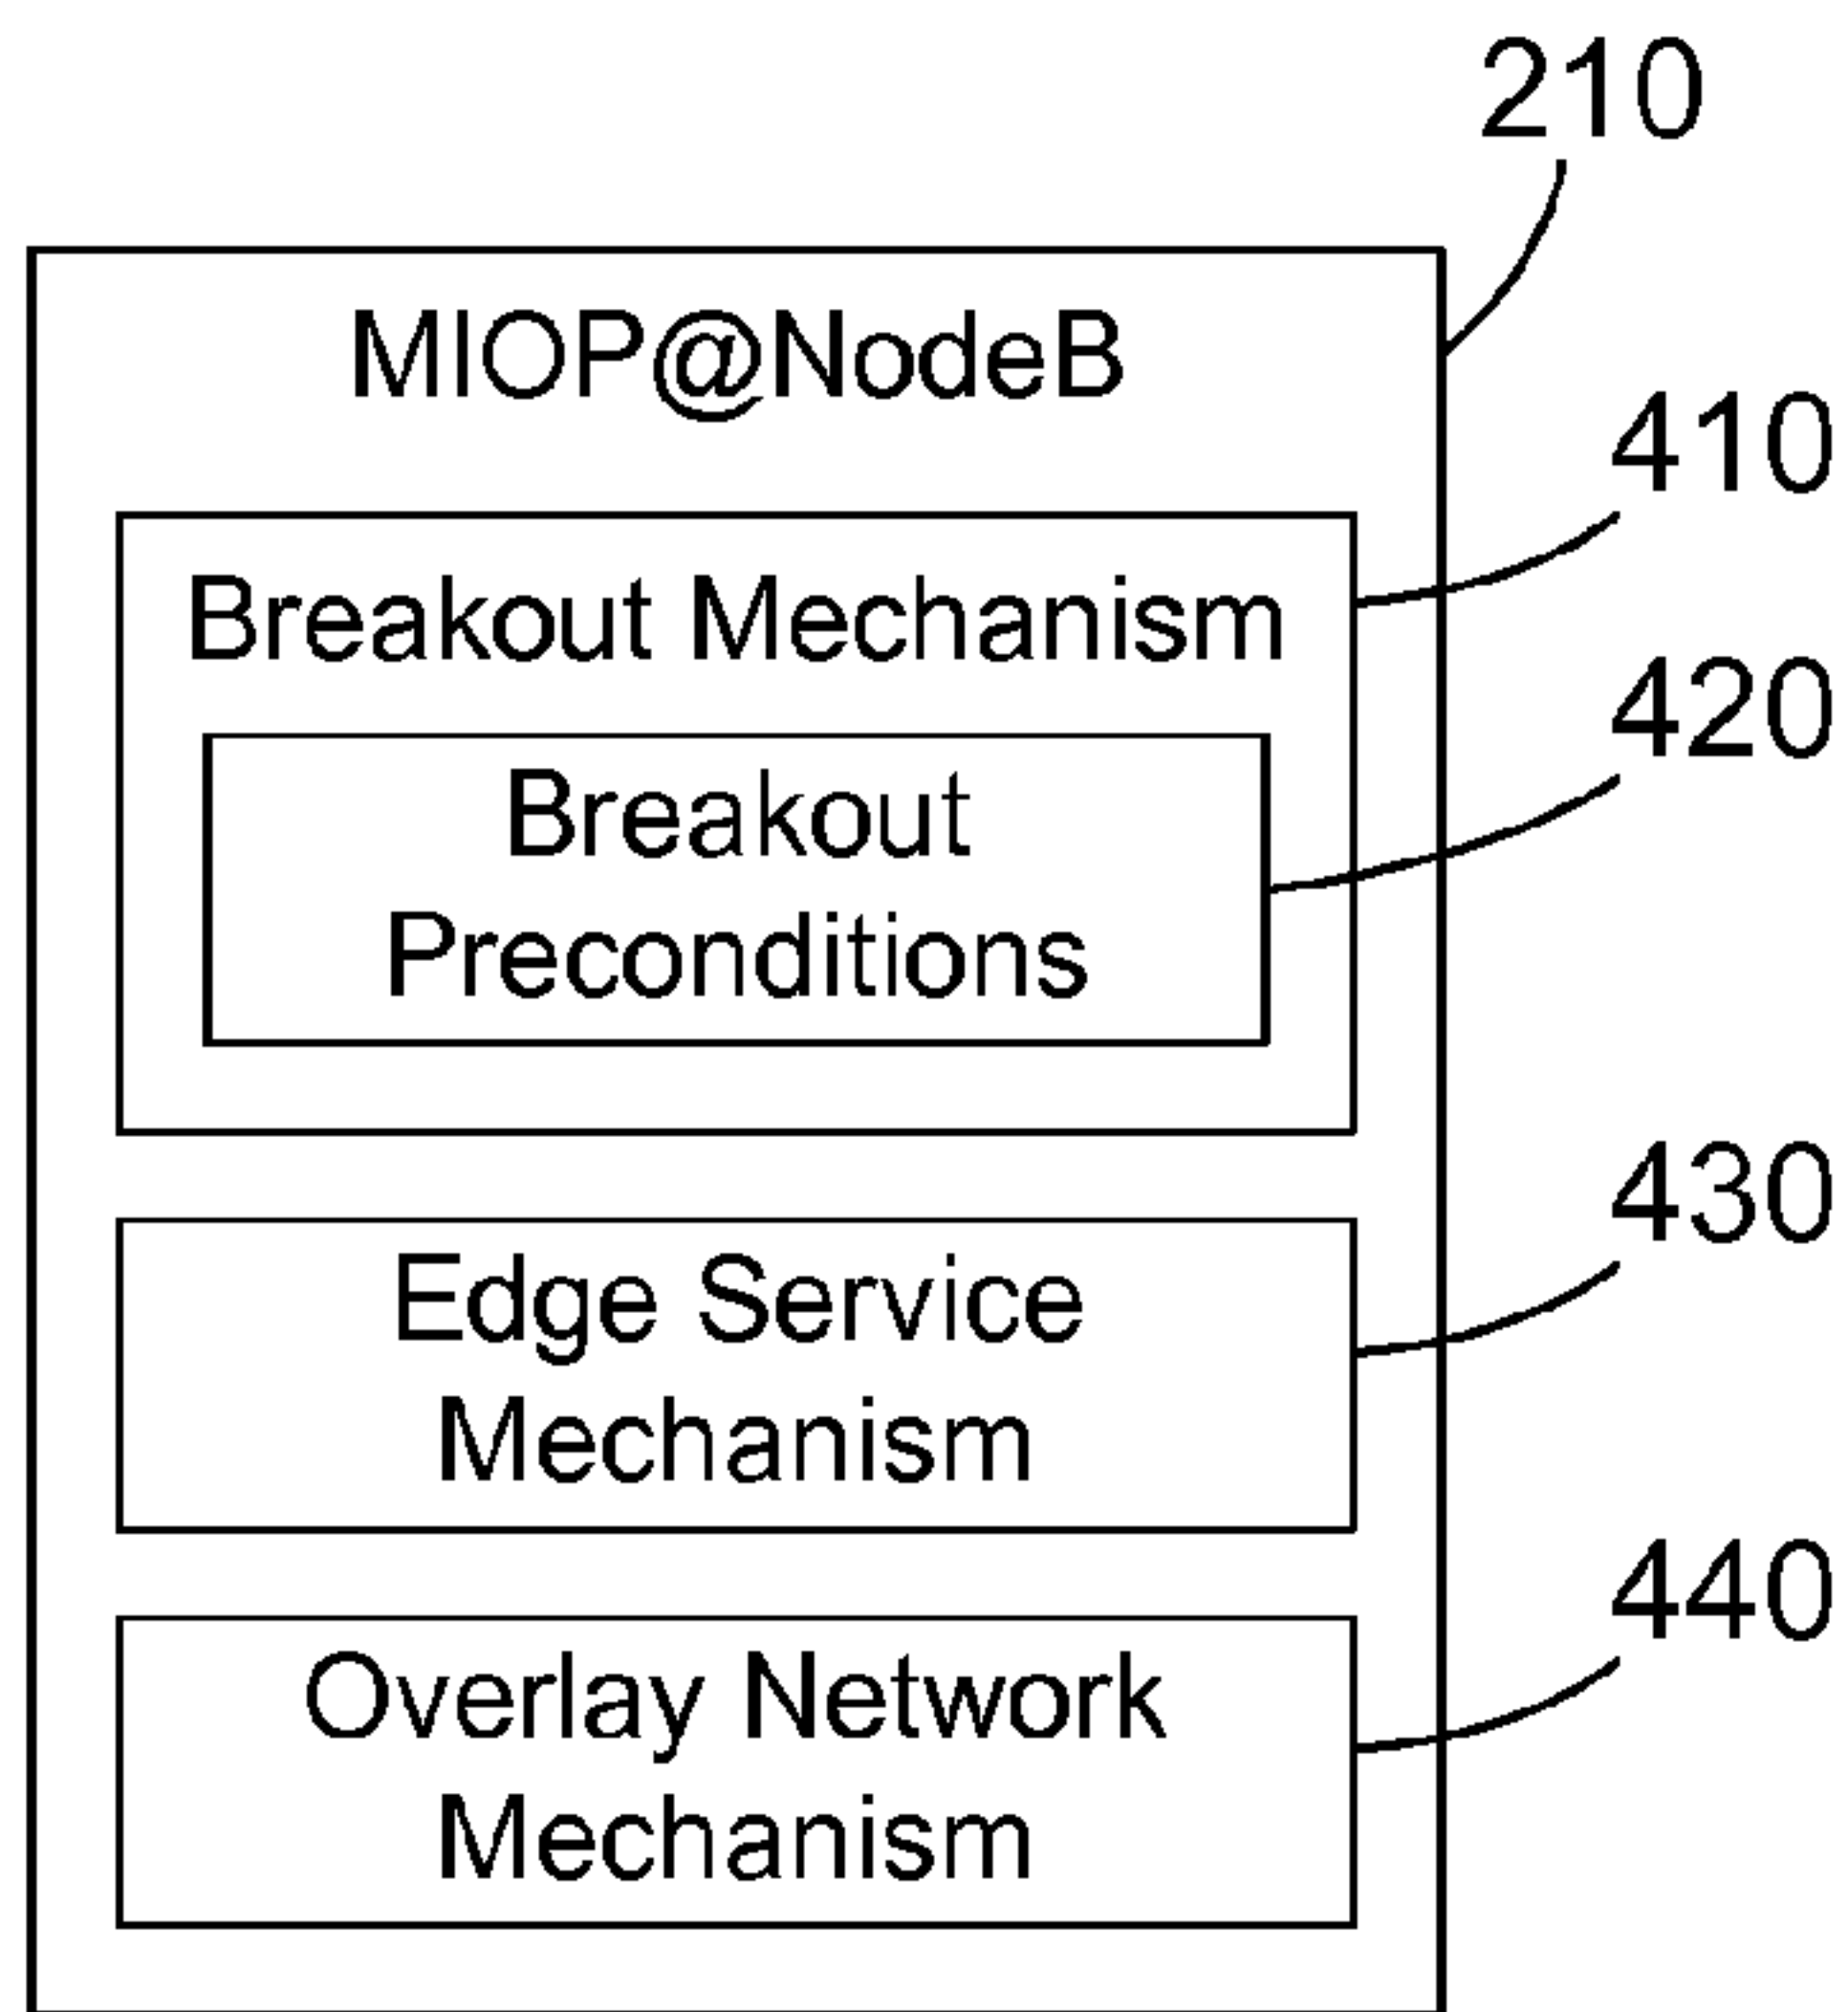 210
MIOP@NodeB
410
Breakout Mechanism
420
Breakout
Preconditions
430
Edge Service
Mechanism
440
Overlay Network
Mechanism